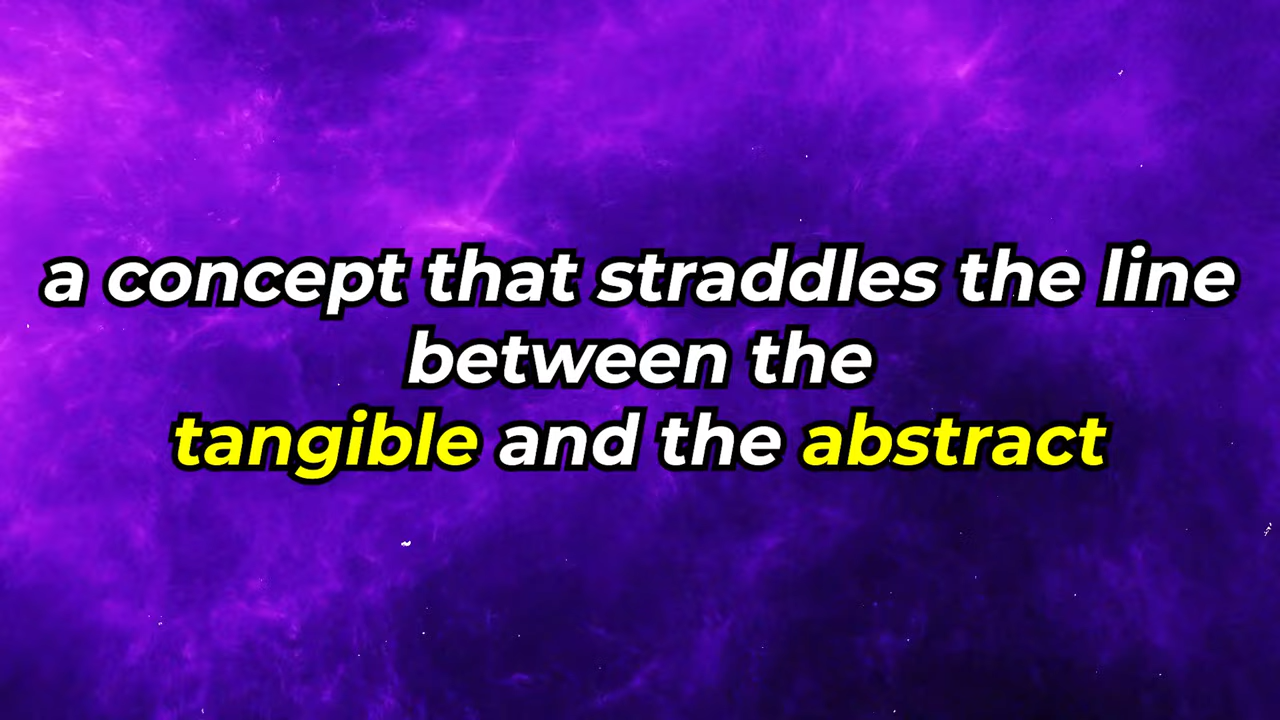 a concept that straddles the line
between the
tangible and the abstract